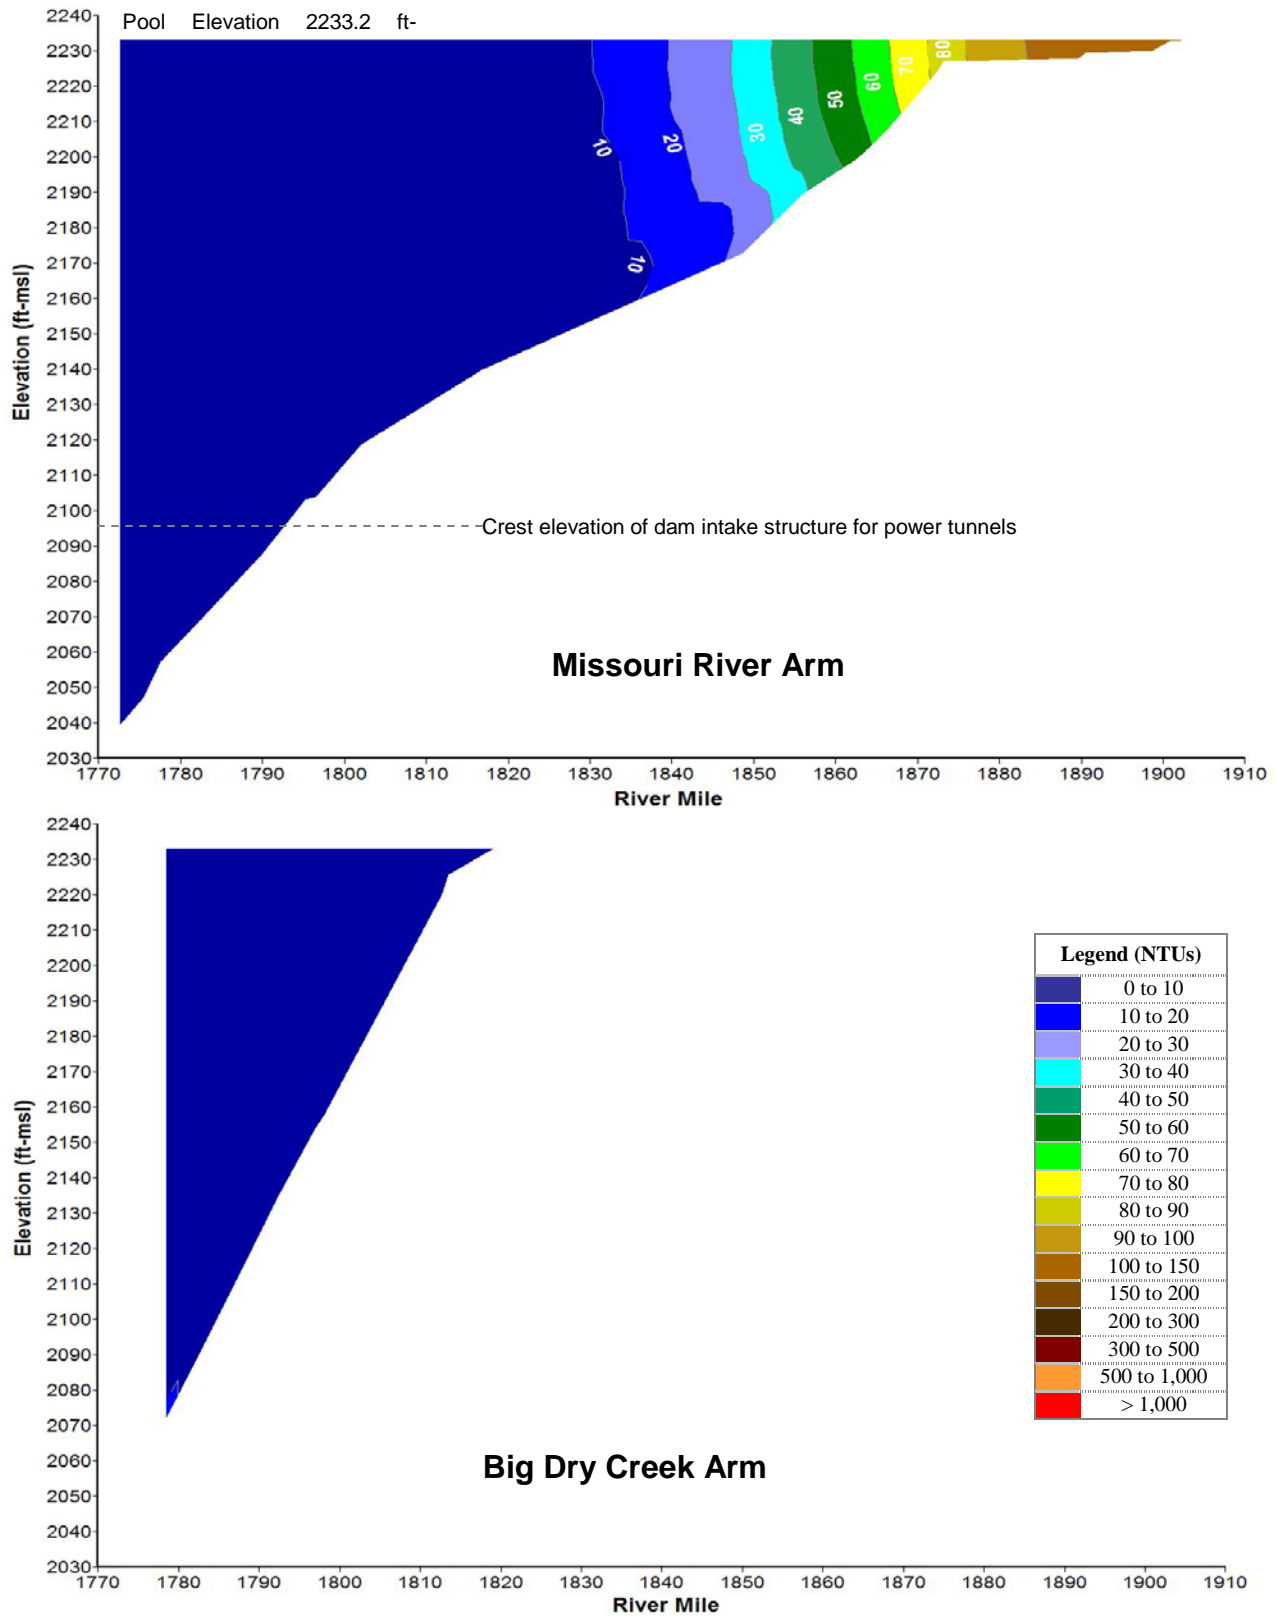 Pool Elevation 2233.2 ft-
2240
2230
2220
2210
2200
2190
2180
2170
2160
2150
2140
2130
2120
2110
2100
2090
2080
2070
2060
2050
2040
2030
Elevation (ft-msl)
10
10
20
30
40
50
60
70
80
Crest elevation of dam intake structure for power tunnels
Missouri River Arm
1770 1780 1790 1800 1810 1820 1830 1840 1850 1860 1870 1880 1890 1900 1910
River Mile
2240
2230
2220
2210
2200
2190
2180
2170
2160
2150
2140
2130
2120
2110
2100
2090
2080
2070
2060
2050
2040
2030
Elevation (ft-msl)
Legend (NTUs)
0 to 10
10 to 20
20 to 30
30 to 40
40 to 50
50 to 60
60 to 70
70 to 80
80 to 90
90 to 100
100 to 150
150 to 200
200 to 300
300 to 500
500 to 1,000
> 1,000
Big Dry Creek Arm
1770 1780 1790 1800 1810 1820 1830 1840 1850 1860 1870 1880 1890 1900 1910
River Mile